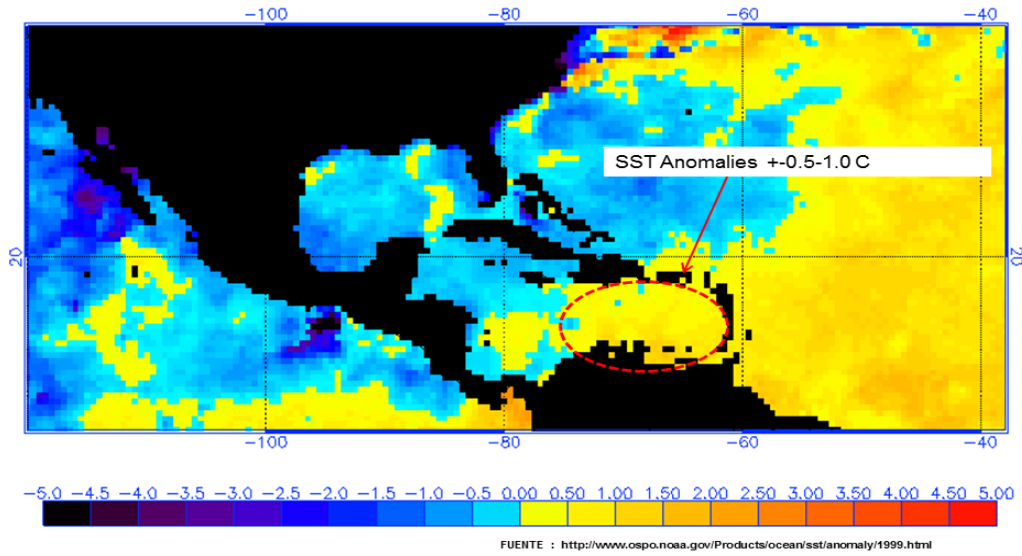 -100 -80 -60 -40
SST Anomalies +-0.5-1.0 C
20 20
-100 -80 -60 -40
-5.0 -4.5 -4.0 -3.5 -3.0 -2.5 -2.0 -1.5 -1.0 -0.5 0.00 0.50 1.00 1.50 2.00 2.50 3.00 3.50 4.00 4.50 5.00
FUENTE : http://www.ospo.noaa.gov/Products/ocean/sst/anomaly/1999.html